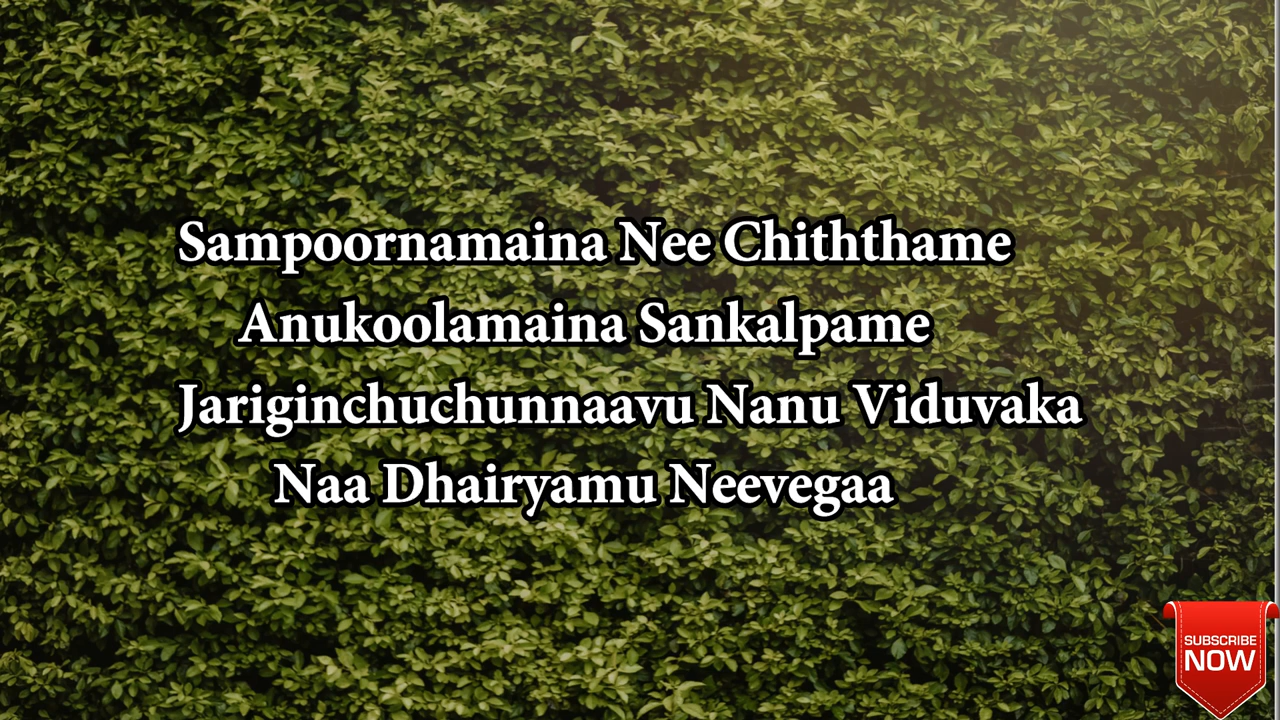 Sampoornamaina Nee Chiththame
Anukoolamaina Sankalpame
Jariginchuchunnaavu Nanu Viduvaka
Naa Dhairyamu Neevegaa
SUBSCRIBE
NOW